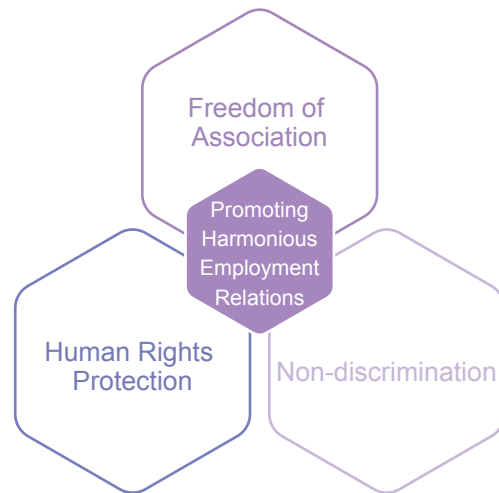 Freedom of
Association
Promoting
Harmonious
Employment
Relations
Human Rights
Protection
Non-discrimination